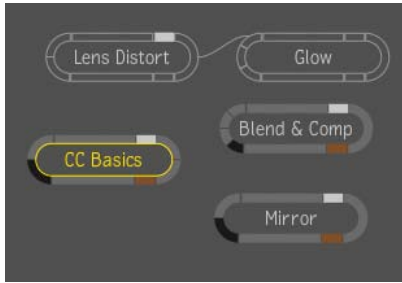 Lens Distort
Glow
Blend & Comp
CC Basics
Mirror